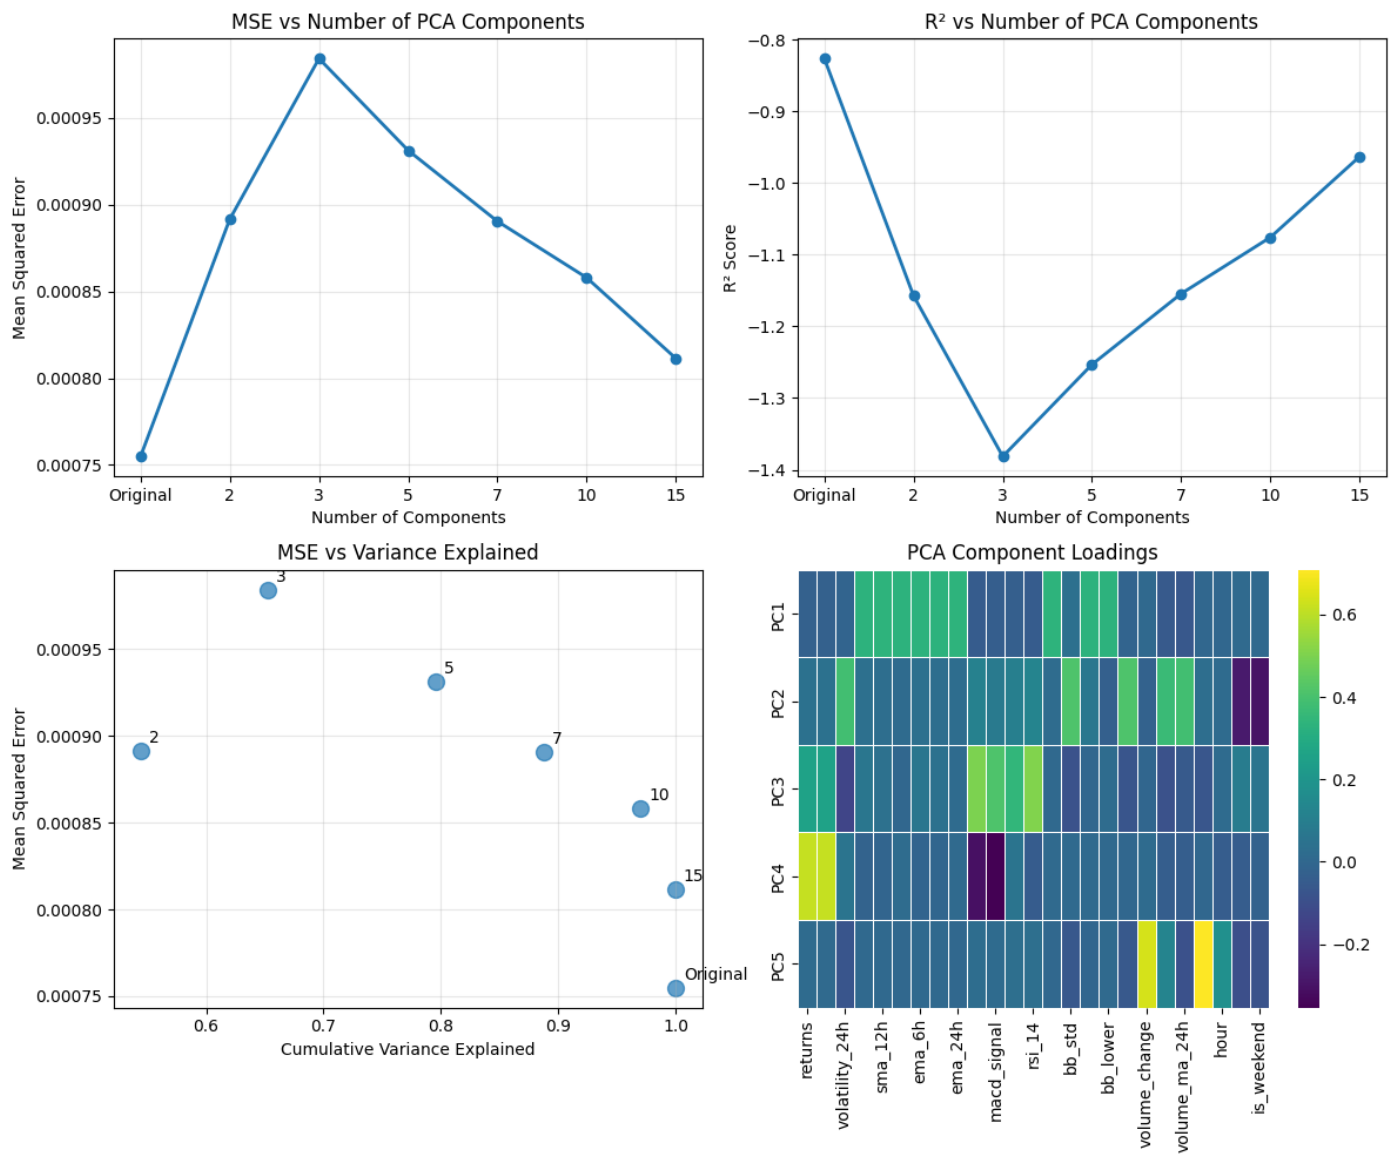 MSE vs Number of PCA Components
0.00095
0.00090
0.00085
0.00080
0.00075
Mean Squared Error
Original 2 3 5 7 10 15
Number of Components
R² vs Number of PCA Components
−0.8
−0.9
−1.0
−1.1
−1.2
−1.3
−1.4
R² Score
Original 2 3 5 7 10 15
Number of Components
MSE vs Variance Explained
0.00095
0.00090
0.00085
0.00080
0.00075
Mean Squared Error
3
5
2
7
10
15
Original
0.6 0.7 0.8 0.9 1.0
Cumulative Variance Explained
PCA Component Loadings
PC1
PC2
PC3
PC4
PC5
returns
volatility_24h
sma_12h
ema_6h
ema_24h
macd_signal
rsi_14
bb_std
bb_lower
volume_change
volume_ma_24h
hour
is_weekend
0.6
0.4
0.2
0.0
−0.2